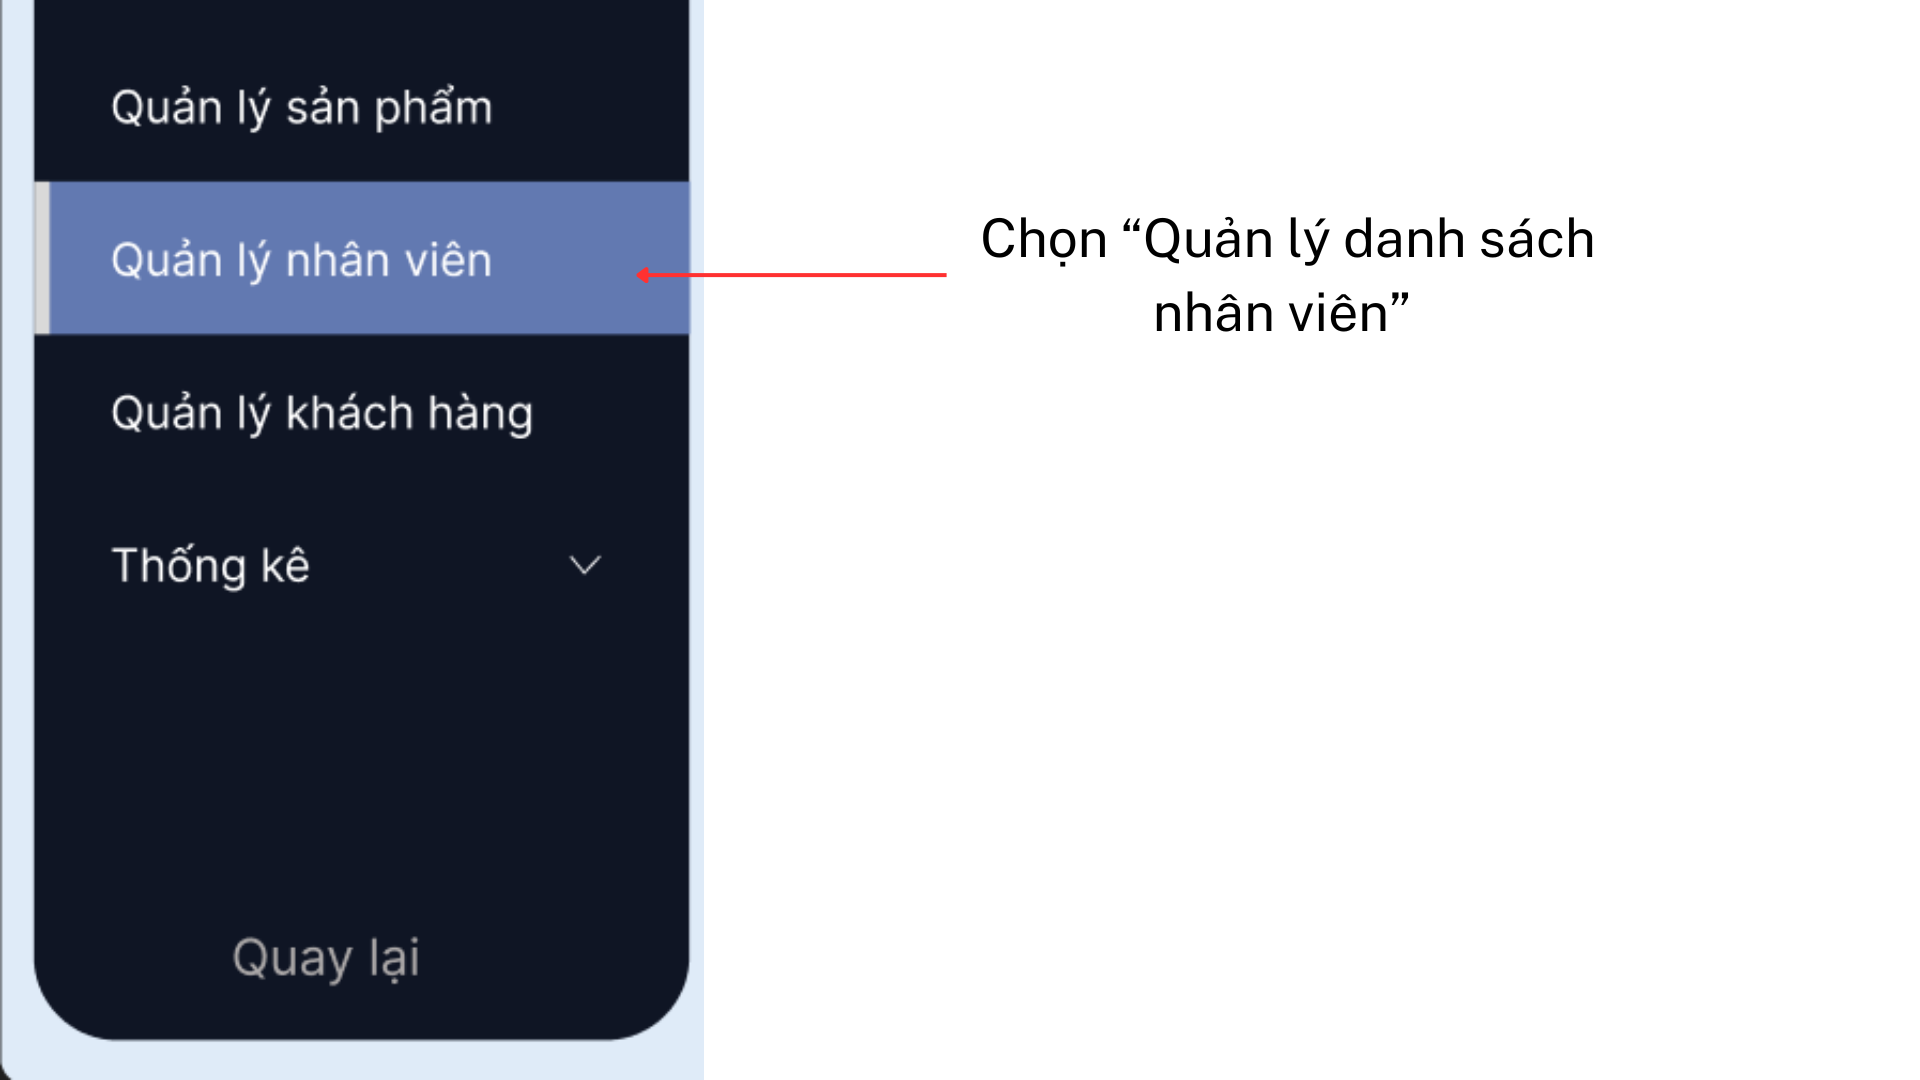 Quản lý sản phẩm
Quản lý nhân viên
Quản lý khách hàng
Thống kê
Quay lại
Chọn “Quản lý danh sách
nhân viên”